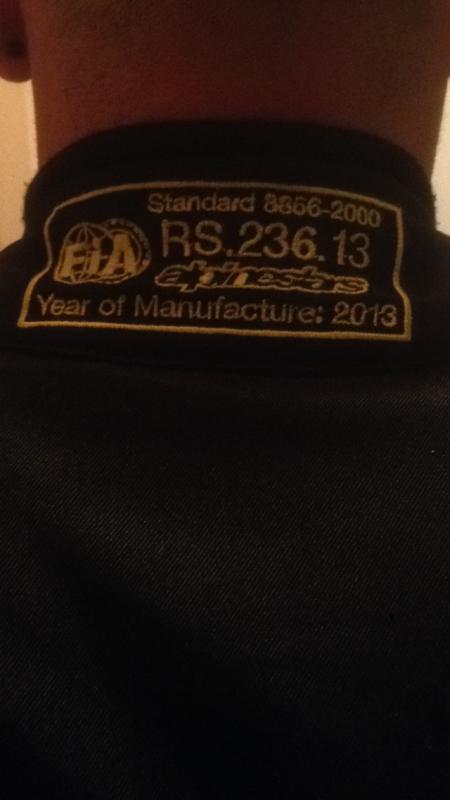 Standard 8856-2000
FiA
RS.236.13
alpinestars
Year of Manufacture: 2013